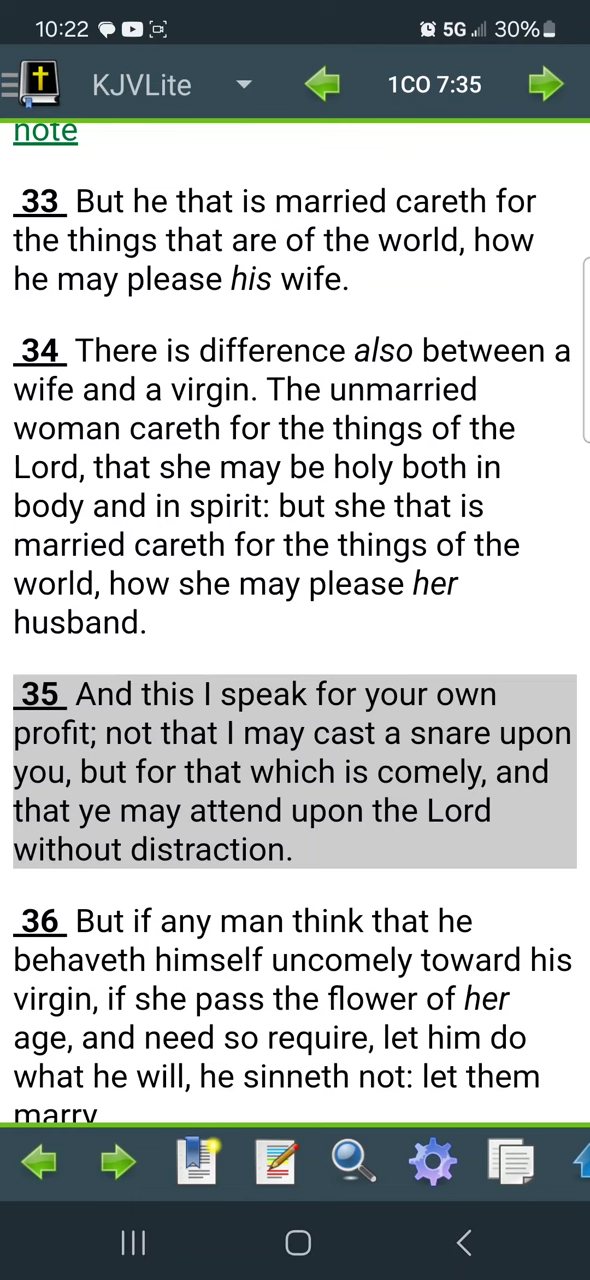 10:22 5G 30%
KJVLite 1CO 7:35
note
33 But he that is married careth for
the things that are of the world, how
he may please his wife.
34 There is difference also between a
wife and a virgin. The unmarried
woman careth for the things of the
Lord, that she may be holy both in
body and in spirit: but she that is
married careth for the things of the
world, how she may please her
husband.
35 And this I speak for your own
profit; not that I may cast a snare upon
you, but for that which is comely, and
that ye may attend upon the Lord
without distraction.
36 But if any man think that he
behaveth himself uncomely toward his
virgin, if she pass the flower of her
age, and need so require, let him do
what he will, he sinneth not: let them
marry